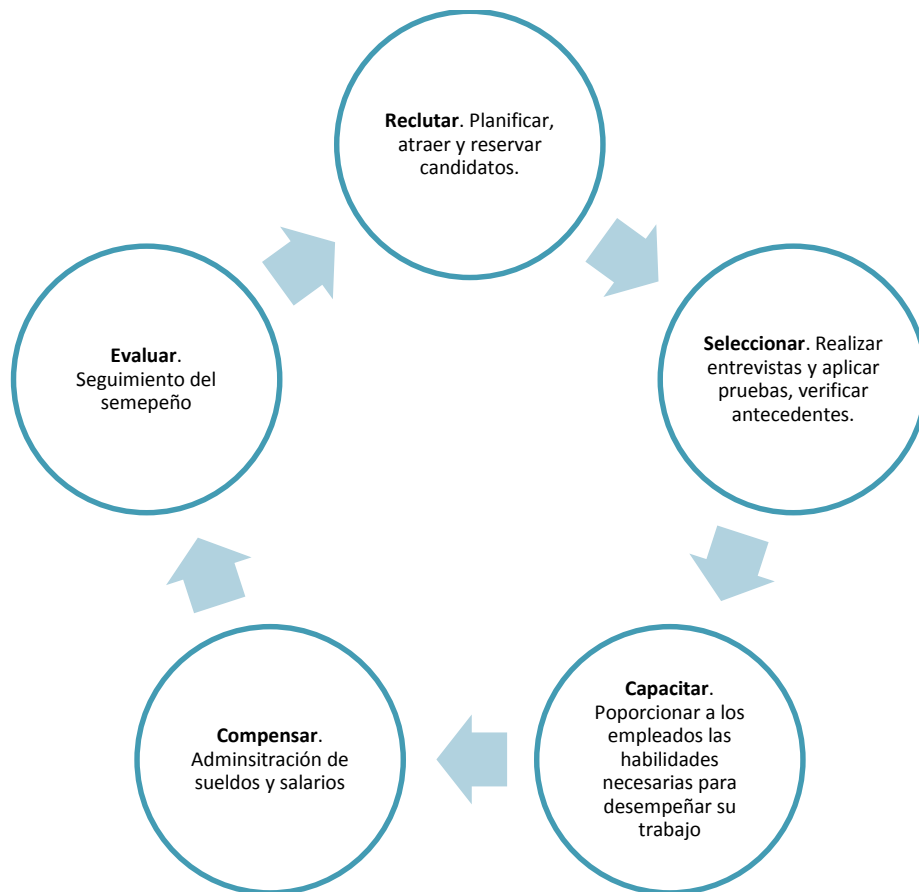 Reclutar. Planificar,
atraer y reservar
candidatos.
Seleccionar. Realizar
entrevistas y aplicar
pruebas, verificar
antecedentes.
Capacitar.
Poporcionar a los
empleados las
habilidades
necesarias para
desempeñar su
trabajo
Compensar.
Adminsitración de
sueldos y salarios
Evaluar.
Seguimiento del
semepeño